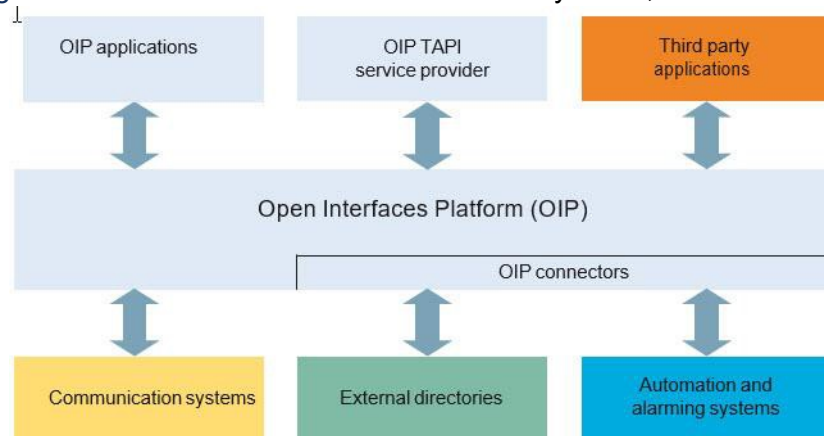 OIP applications
OIP TAPI
service provider
Third party
applications
Open Interfaces Platform (OIP)
OIP connectors
Communication systems
External directories
Automation and
alarming systems